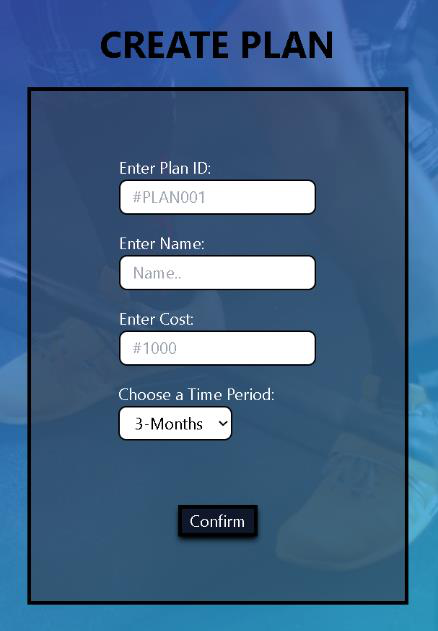 CREATE PLAN
Enter Plan ID:
#PLAN001
Enter Name:
Name..
Enter Cost:
#1000
Choose a Time Period:
3-Months
Confirm